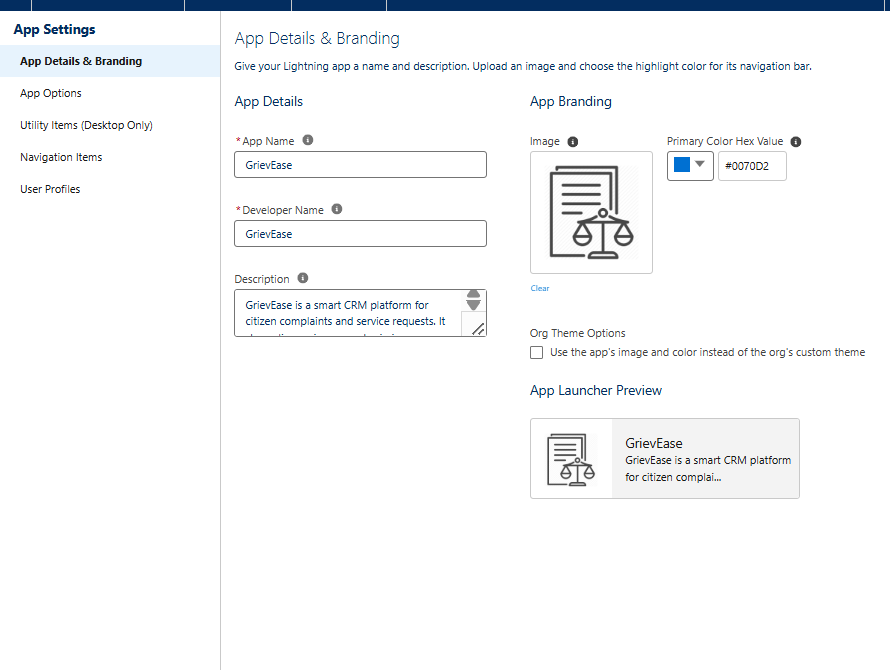 App Settings
App Details & Branding
App Options
Utility Items (Desktop Only)
Navigation Items
User Profiles
App Details & Branding
Give your Lightning app a name and description. Upload an image and choose the highlight color for its navigation bar.
App Details
*App Name
GrievEase
*Developer Name
GrievEase
Description
GrievEase is a smart CRM platform for
citizen complaints and service requests. It
App Branding
Image
Primary Color Hex Value
#0070D2
Clear
Org Theme Options
Use the app's image and color instead of the org's custom theme
App Launcher Preview
GrievEase
GrievEase is a smart CRM platform
for citizen complai...